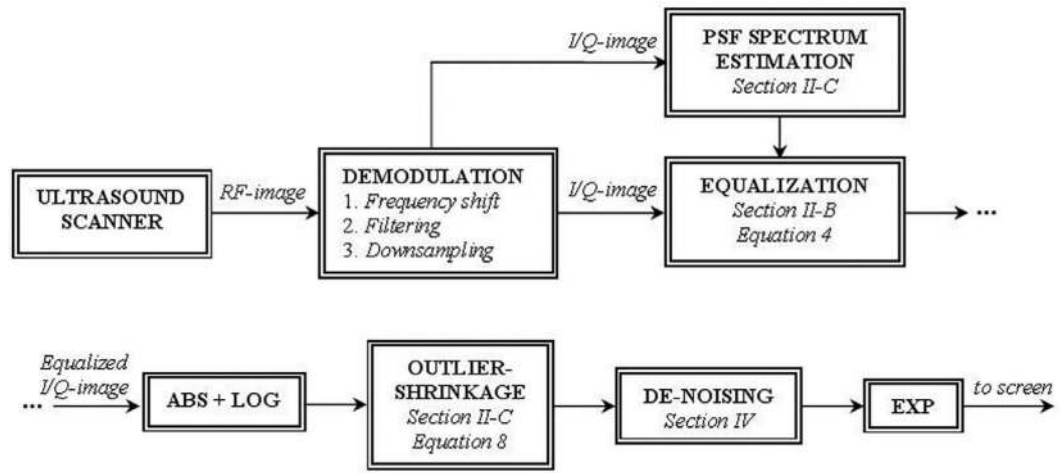 I/Q-image
PSF SPECTRUM
ESTIMATION
Section II-C
ULTRASOUND
SCANNER
RF-image
DEMODULATION
1. Frequency shift
2. Filtering
3. Downsampling
I/Q-image
EQUALIZATION
Section II-B
Equation 4
...
...
Equalized
I/Q-image
ABS + LOG
OUTLIER-
SHRINKAGE
Section II-C
Equation 8
DE-NOISING
Section IV
EXP
to screen